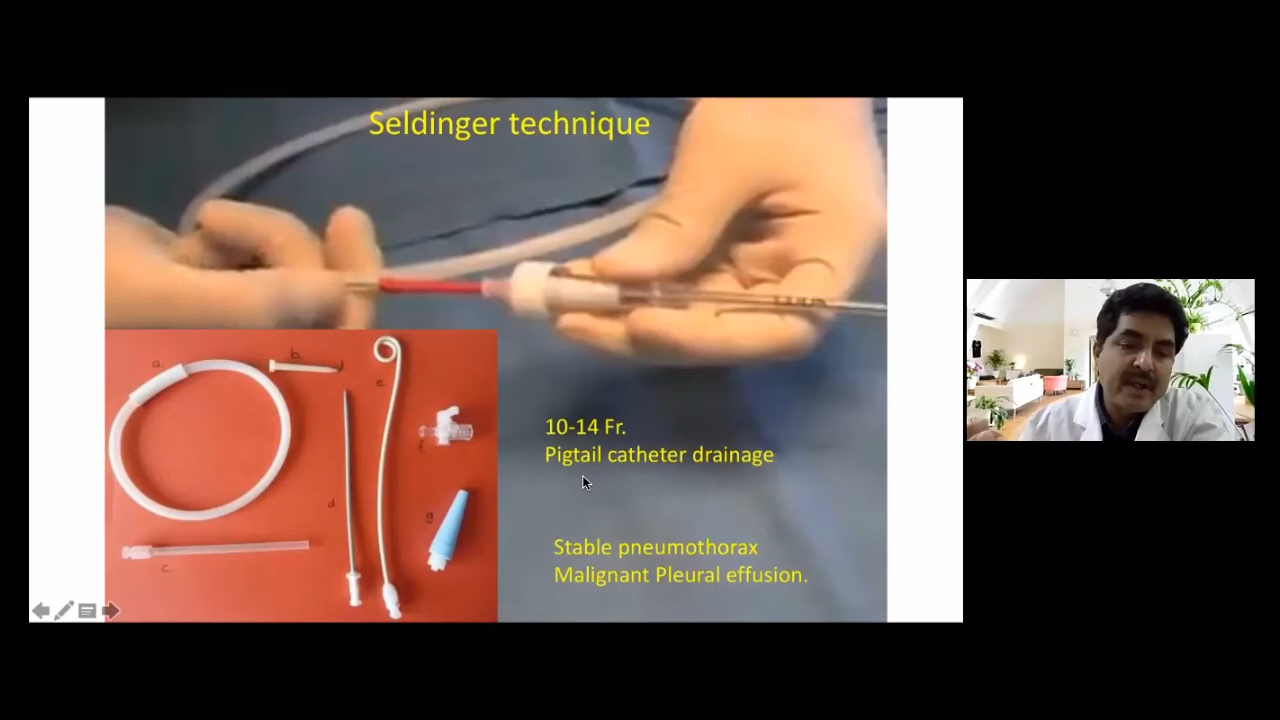 Seldinger technique
a.
b.
c.
d.
e.
f.
g
10-14 Fr.
Pigtail catheter drainage
Stable pneumothorax
Malignant Pleural effusion.